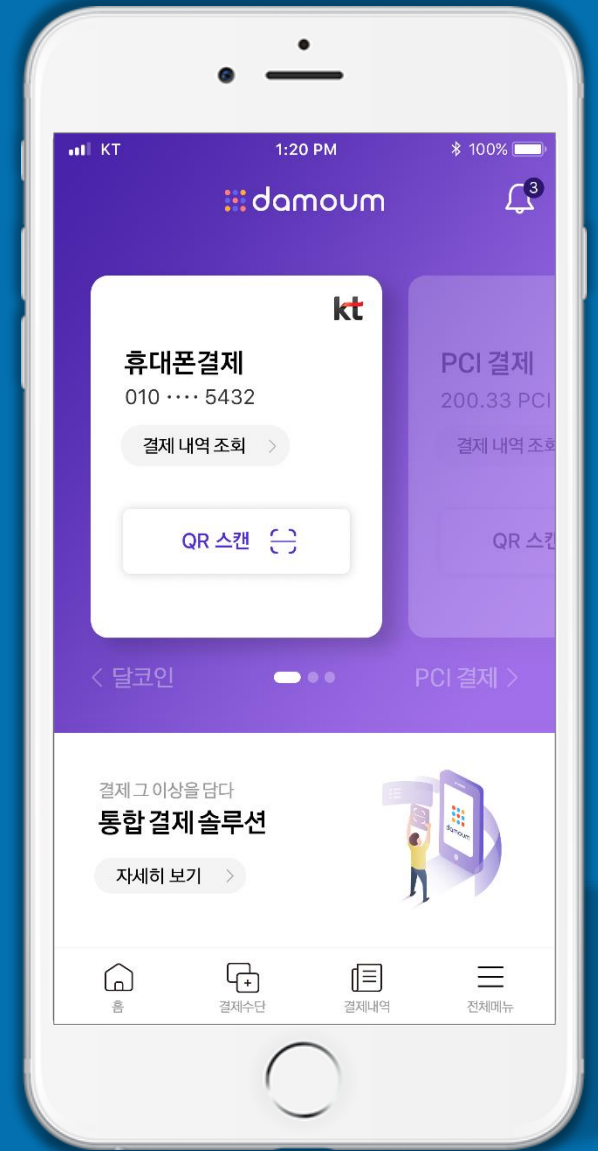 KT 1:20 PM 100%
damoum 3
kt
휴대폰결제
010 ···· 5432
결제 내역 조회 >
QR 스캔
PCI 결제
200.33 PCI
결제 내역 조회
QR 스캔
< 달코인
PCI 결제 >
결제 그 이상을 담다
통합 결제 솔루션
자세히 보기 >
damoum
홈 결제수단 결제내역 전체메뉴